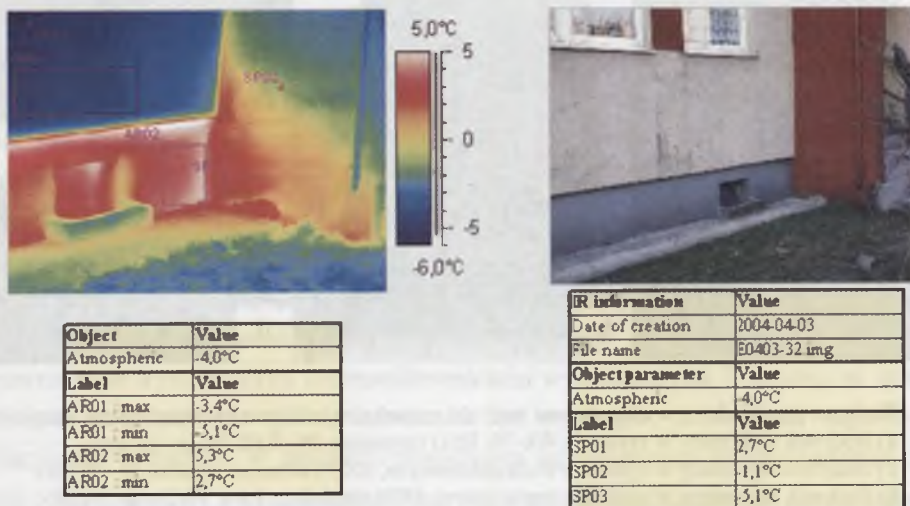 5,0°C
5
0
-5
-6,0°C
AR02
Object Value
Atmospheric -4,0°C
Label Value
AR01 : max -3,4°C
AR01 : min -5,1°C
AR02 : max 5,3°C
AR02 : min 2,7°C
IR information Value
Date of creation 2004-04-03
File name E0403-32.img
Object parameter Value
Atmospheric -4,0°C
Label Value
SP01 2,7°C
SP02 -1,1°C
SP03 -5,1°C